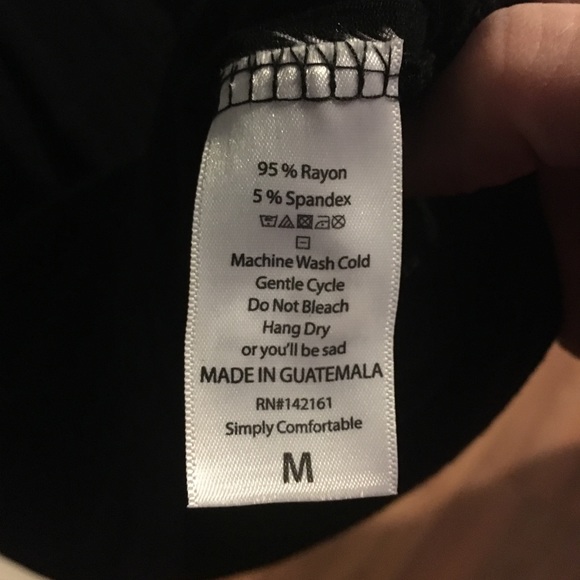 95 % Rayon
5 % Spandex
Machine Wash Cold
Gentle Cycle
Do Not Bleach
Hang Dry
or you'll be sad
MADE IN GUATEMALA
RN#142161
Simply Comfortable
M